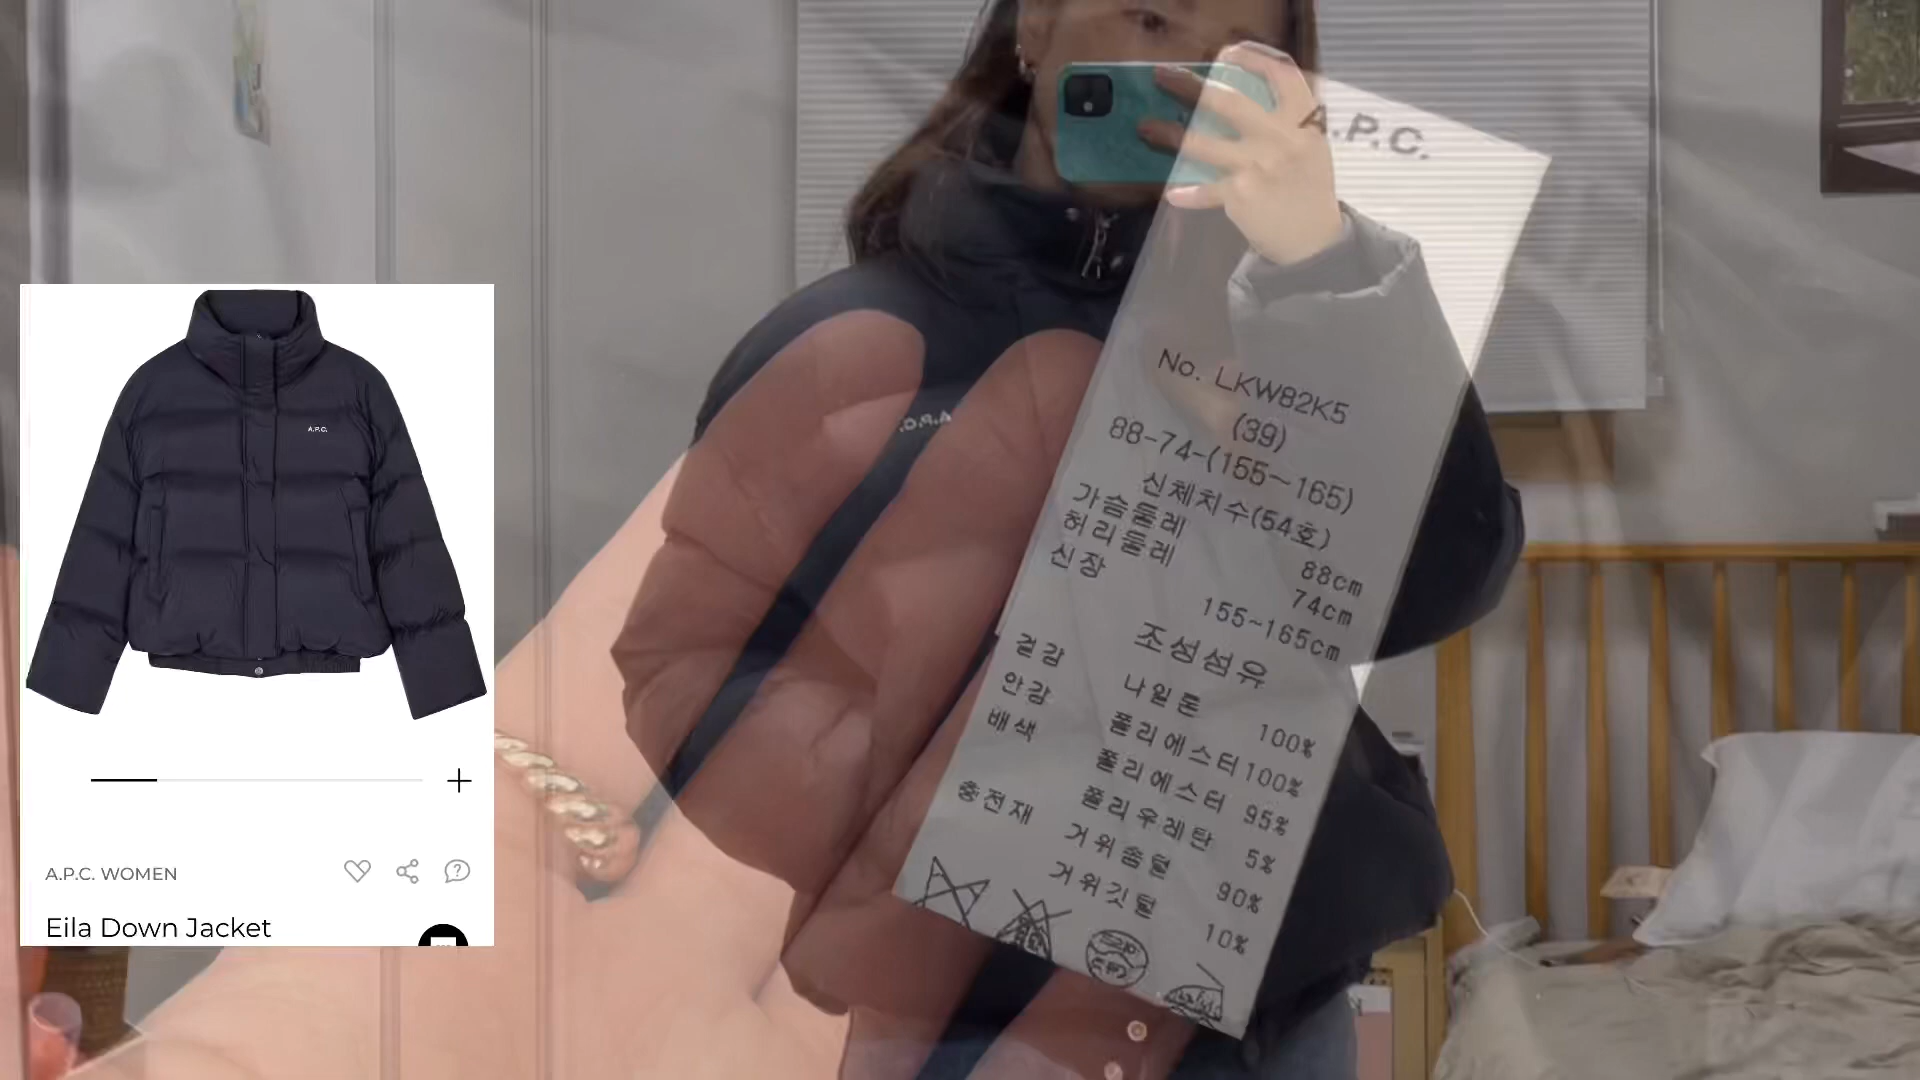 A.P.C.
A.P.C. WOMEN
Eila Down Jacket
A.P.C.
A.P.C.
No. LKW82K5
(39)
88-74-(155~165)
신체치수(54호)
가슴둘레 88cm
허리둘레 74cm
신장 155~165cm
조성섬유
겉감 나일론 100%
안감 폴리에스터 100%
배색 폴리에스터 95%
폴리우레탄 5%
충전재 거위솜털 90%
거위깃털 10%